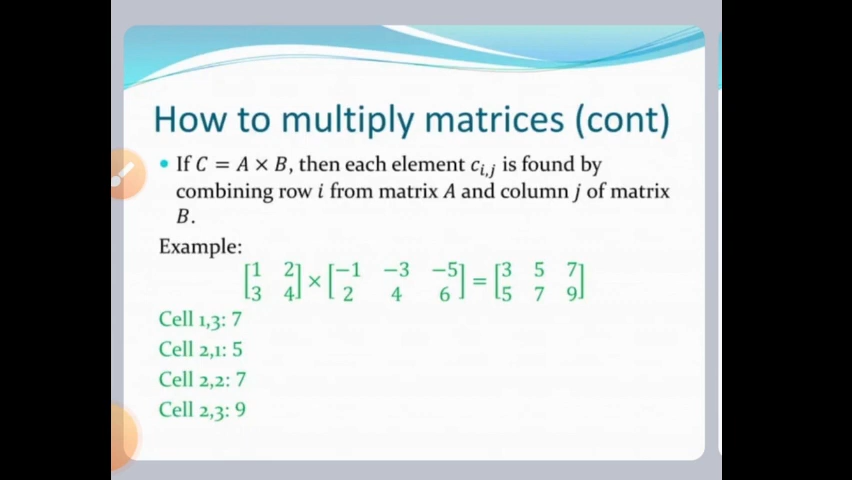 How to multiply matrices (cont)
• If C = A × B, then each element c_{i,j} is found by
combining row i from matrix A and column j of matrix
B.
Example:
[1 2; 3 4] × [−1 −3 −5; 2 4 6] = [3 5 7; 5 7 9]
Cell 1,3: 7
Cell 2,1: 5
Cell 2,2: 7
Cell 2,3: 9